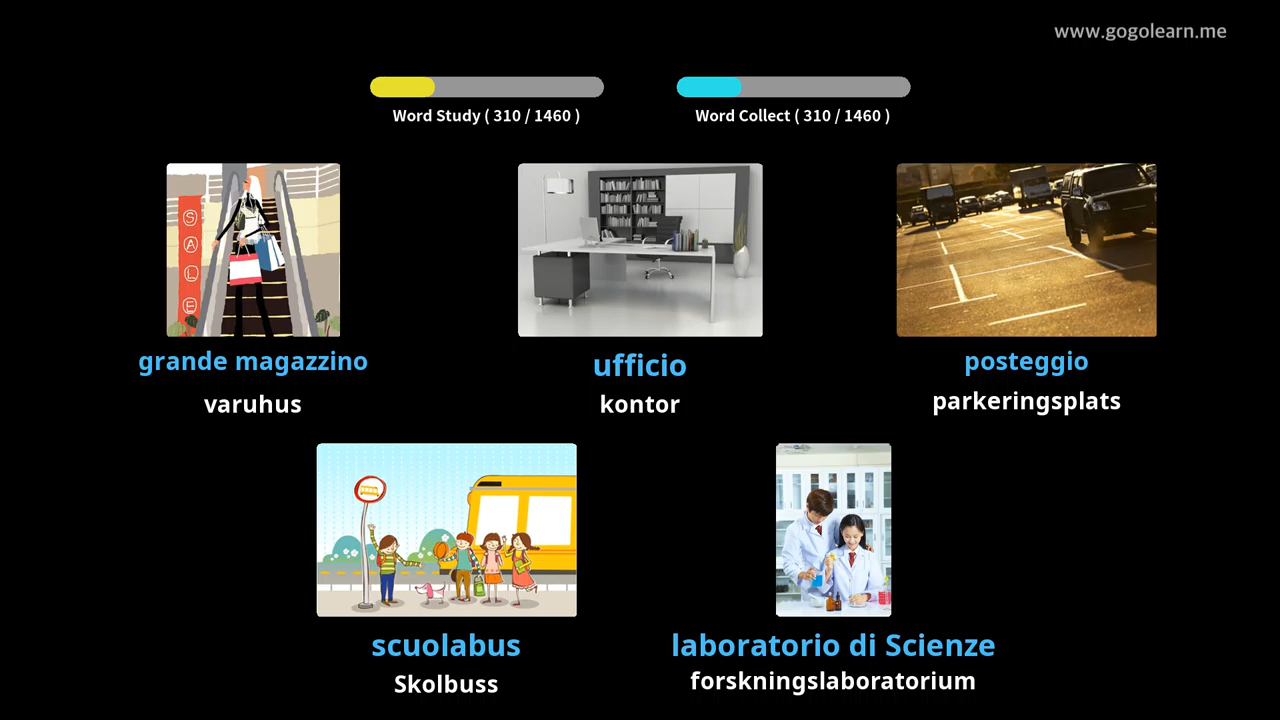 www.gogolearn.me
Word Study ( 310 / 1460 )
Word Collect ( 310 / 1460 )
SALE
grande magazzino
varuhus
ufficio
kontor
posteggio
parkeringsplats
scuolabus
Skolbuss
laboratorio di Scienze
forskningslaboratorium